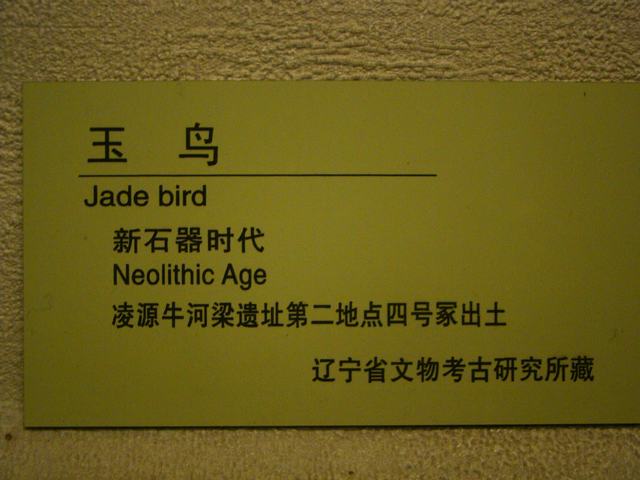 玉 鸟
Jade bird
新石器时代
Neolithic Age
凌源牛河梁遗址第二地点四号冢出土
辽宁省文物考古研究所藏